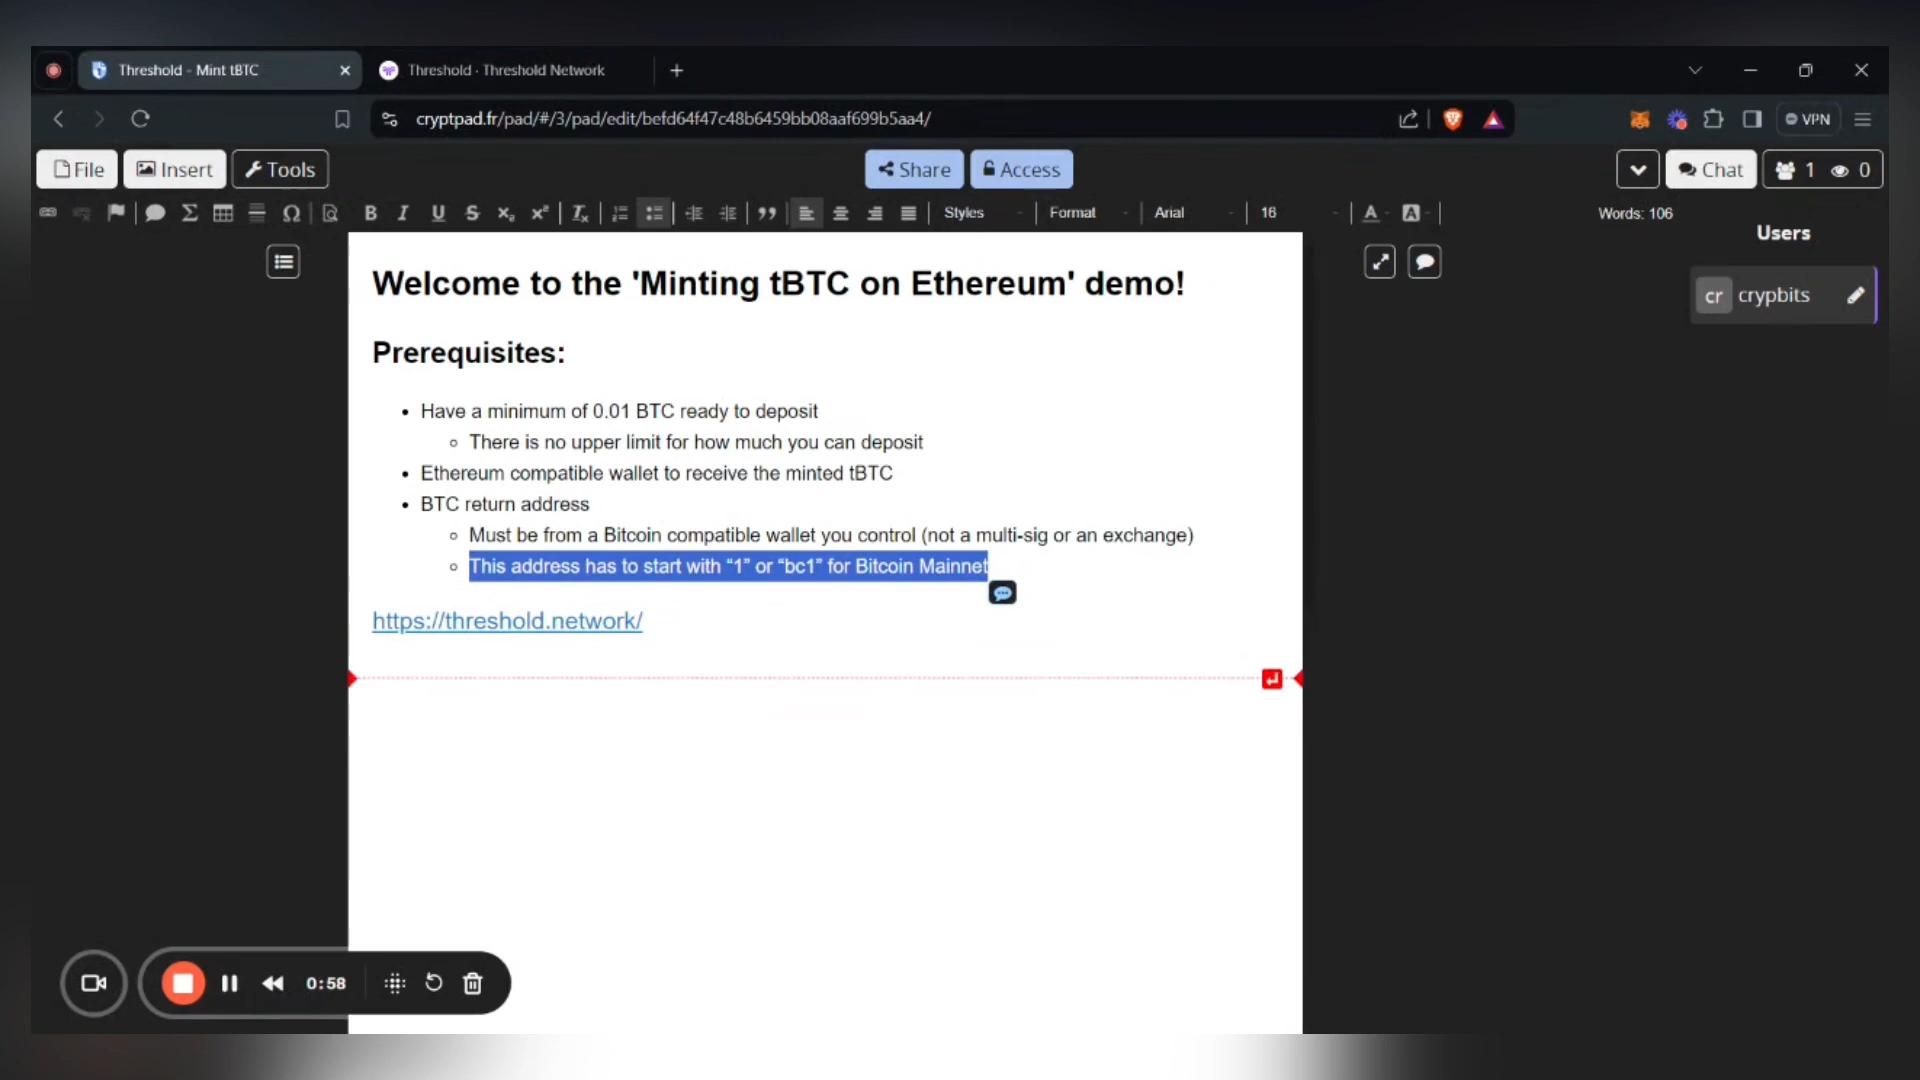 Threshold - Mint tBTC
Threshold · Threshold Network
cryptpad.fr/pad/#/3/pad/edit/befd64f47c48b6459bb08aaf699b5aa4/
VPN
File
Insert
Tools
Share
Access
Chat
1
0
Styles
Format
Arial
16
Words: 106
Users
cr
crypbits
Welcome to the 'Minting tBTC on Ethereum' demo!
Prerequisites:
Have a minimum of 0.01 BTC ready to deposit
There is no upper limit for how much you can deposit
Ethereum compatible wallet to receive the minted tBTC
BTC return address
Must be from a Bitcoin compatible wallet you control (not a multi-sig or an exchange)
This address has to start with “1” or “bc1” for Bitcoin Mainnet
https://threshold.network/
0:58